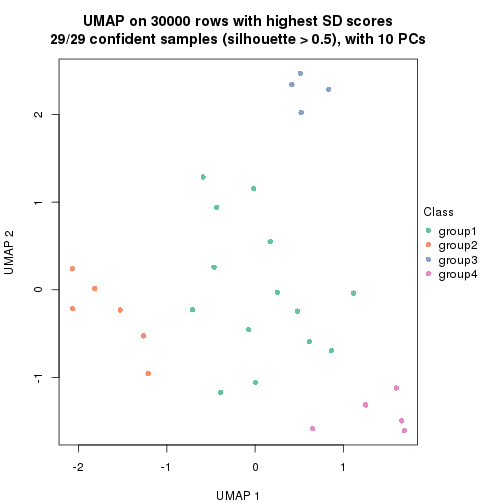 UMAP on 30000 rows with highest SD scores
29/29 confident samples (silhouette > 0.5), with 10 PCs
UMAP 2
2
1
0
-1
-2
-1
0
1
UMAP 1
Class
group1
group2
group3
group4